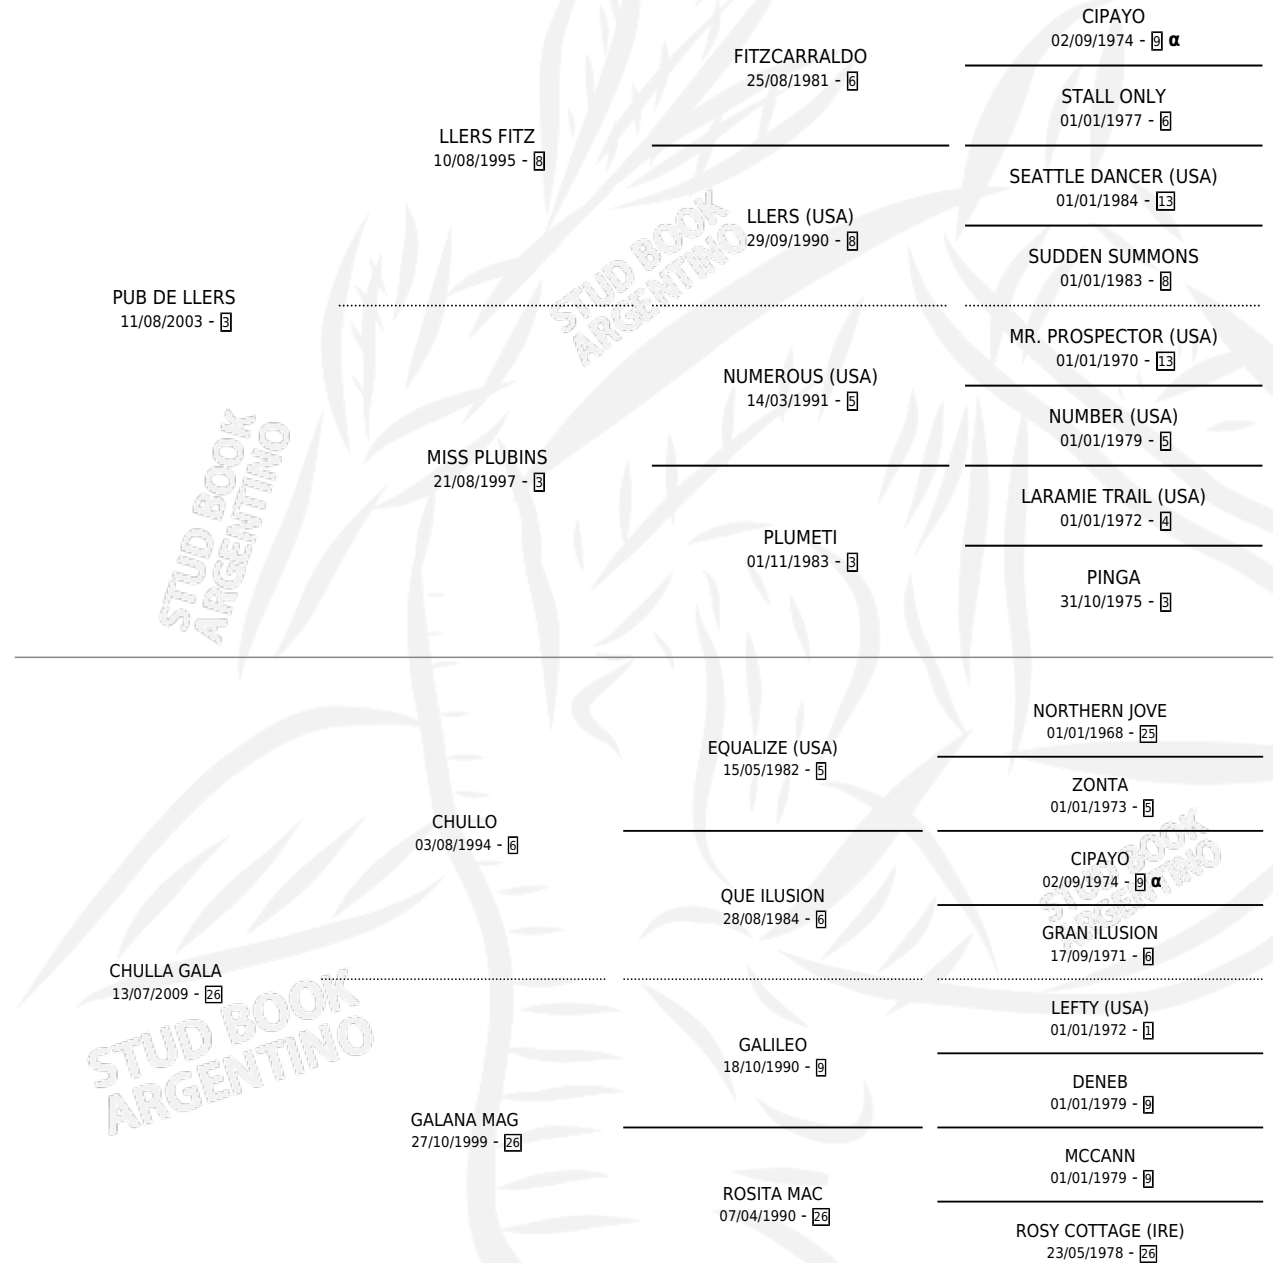 CIPAYO
02/09/1974 - 9 α
FITZCARRALDO
25/08/1981 - 6
STALL ONLY
01/01/1977 - 6
LLERS FITZ
10/08/1995 - 8
SEATTLE DANCER (USA)
01/01/1984 - 13
LLERS (USA)
29/09/1990 - 8
SUDDEN SUMMONS
01/01/1983 - 8
STUD BOOK
ARGENTINO
PUB DE LLERS
11/08/2003 - 3
MR. PROSPECTOR (USA)
01/01/1970 - 13
NUMEROUS (USA)
14/03/1991 - 5
NUMBER (USA)
01/01/1979 - 5
MISS PLUBINS
21/08/1997 - 3
LARAMIE TRAIL (USA)
01/01/1972 - 4
PLUMETI
01/11/1983 - 3
PINGA
31/10/1975 - 3
STUD BOOK
ARGENTINO
NORTHERN JOVE
01/01/1968 - 25
EQUALIZE (USA)
15/05/1982 - 5
ZONTA
01/01/1973 - 5
CHULLO
03/08/1994 - 6
CIPAYO
02/09/1974 - 9 α
QUE ILUSION
28/08/1984 - 6
GRAN ILUSION
17/09/1971 - 6
STUD BOOK
ARGENTINO
CHULLA GALA
13/07/2009 - 26
LEFTY (USA)
01/01/1972 - 1
GALILEO
18/10/1990 - 9
DENEB
01/01/1979 - 9
STUD BOOK
ARGENTINO
GALANA MAG
27/10/1999 - 26
MCCANN
01/01/1979 - 9
ROSITA MAC
07/04/1990 - 26
ROSY COTTAGE (IRE)
23/05/1978 - 26